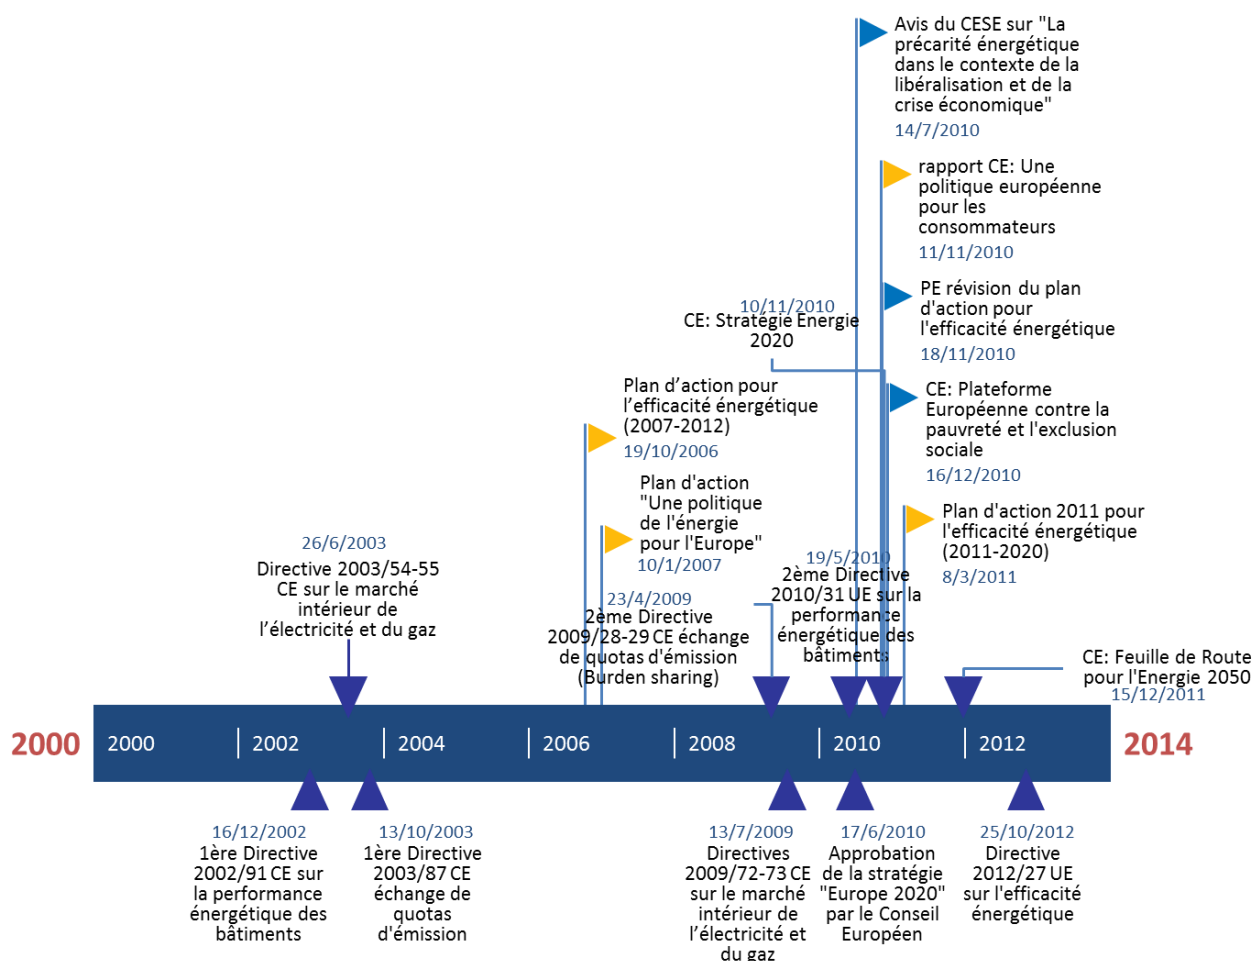 Avis du CESE sur "La
précarité énergétique
dans le contexte de la
libéralisation et de la
crise économique"
14/7/2010
rapport CE: Une
politique européenne
pour les
consommateurs
11/11/2010
PE révision du plan
d'action pour
l'efficacité énergétique
18/11/2010
10/11/2010
CE: Stratégie Energie
2020
CE: Plateforme
Européenne contre la
pauvreté et l'exclusion
sociale
16/12/2010
Plan d’action pour
l’efficacité énergétique
(2007-2012)
19/10/2006
Plan d'action
"Une politique
de l'énergie
pour l'Europe"
10/1/2007
Plan d'action 2011 pour
l'efficacité énergétique
(2011-2020)
8/3/2011
26/6/2003
Directive 2003/54-55
CE sur le marché
intérieur de
l’électricité et du gaz
23/4/2009
2ème Directive
2009/28-29 CE échange
de quotas d'émission
(Burden sharing)
19/5/2010
2ème Directive
2010/31 UE sur la
performance
énergétique des
bâtiments
CE: Feuille de Route
pour l'Energie 2050
15/12/2011
2000
2000
2002
2004
2006
2008
2010
2012
2014
16/12/2002
1ère Directive
2002/91 CE sur
la performance
énergétique des
bâtiments
13/10/2003
1ère Directive
2003/87 CE
échange de
quotas
d'émission
13/7/2009
Directives
2009/72-73 CE
sur le marché
intérieur de
l’électricité et
du gaz
17/6/2010
Approbation
de la stratégie
"Europe 2020"
par le Conseil
Européen
25/10/2012
Directive
2012/27 UE
sur l'efficacité
énergétique